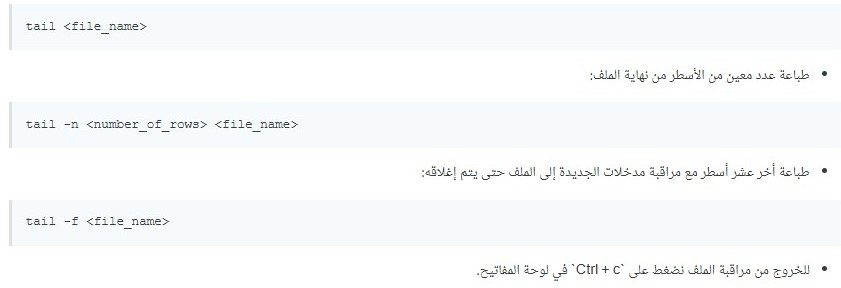 tail <file_name>
• طباعة عدد معين من الأسطر من نهاية الملف:
tail -n <number_of_rows> <file_name>
• طباعة أخر عشر أسطر مع مراقبة مدخلات الجديدة إلى الملف حتى يتم إغلاقه:
tail -f <file_name>
• للخروج من مراقبة الملف نضغط على `Ctrl + c` في لوحة المفاتيح.